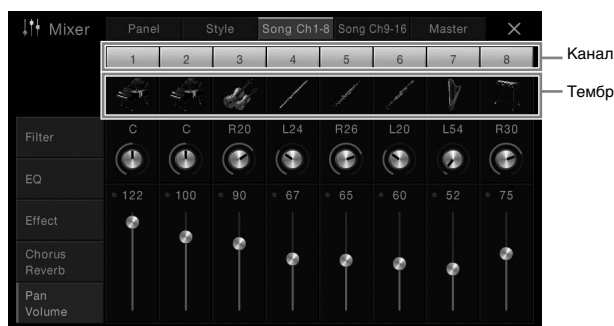 Mixer
Panel Style Song Ch1-8 Song Ch9-16 Master
1 2 3 4 5 6 7 8
Канал
Тембр
Filter
EQ
Effect
Chorus
Reverb
Pan
Volume
C C R20 L24 R26 L20 L54 R30
122 100 90 67 65 60 52 75